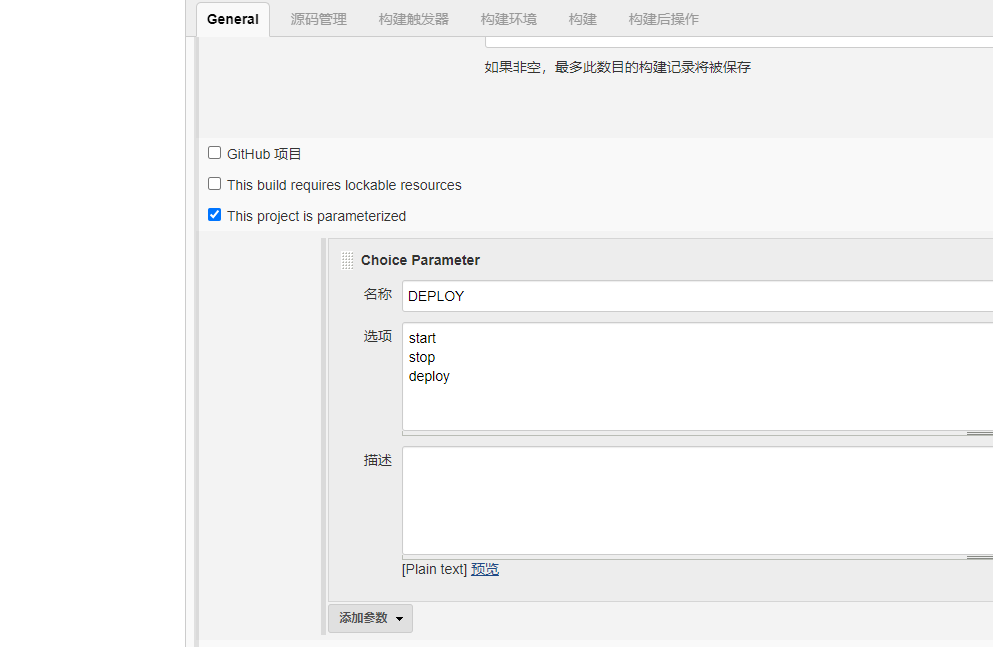 General 源码管理 构建触发器 构建环境 构建 构建后操作
如果非空，最多此数目的构建记录将被保存
GitHub 项目
This build requires lockable resources
This project is parameterized
Choice Parameter
名称 DEPLOY
选项 start
stop
deploy
描述
[Plain text] 预览
添加参数